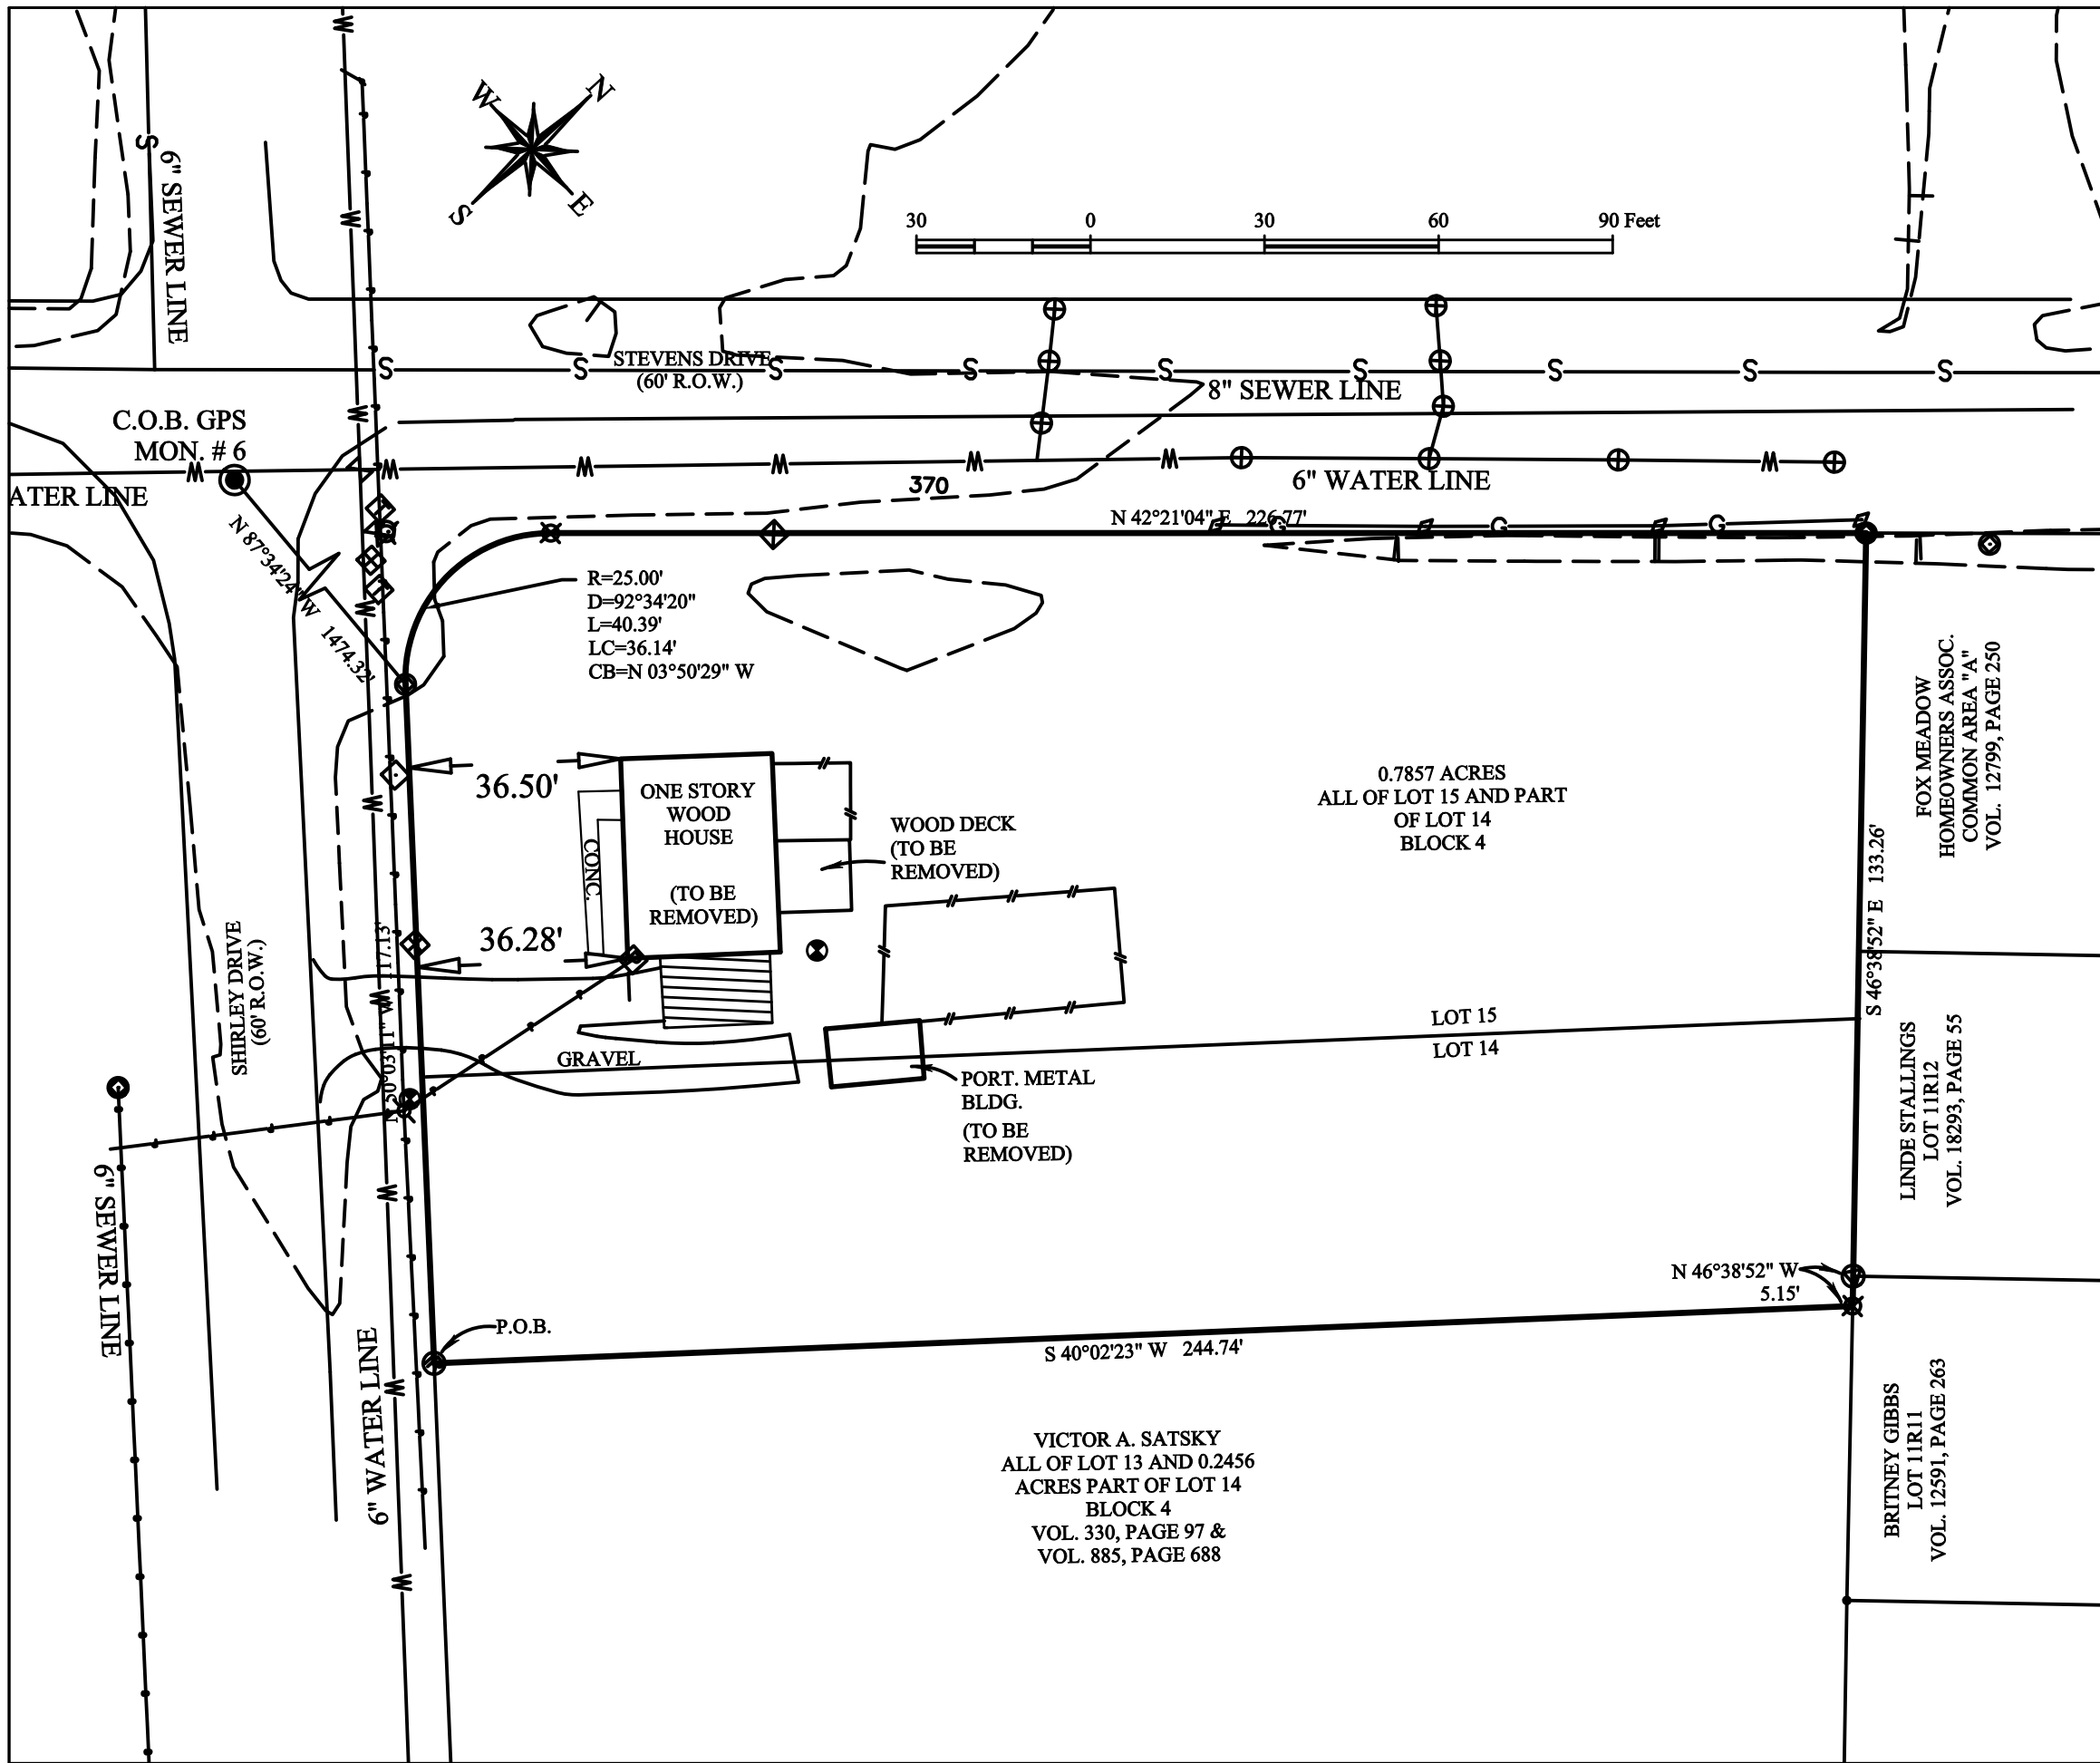 W
N
S
E
30 0 30 60 90 Feet
6" SEWER LINE
S
STEVENS DRIVE
(60' R.O.W.)
S S S S S S S S S
8" SEWER LINE
C.O.B. GPS
MON. # 6
W W W W W W W
ATER LINE
6" WATER LINE
370
N 42°21'04" E 226.77'
G G G
N 87°34'24" W 1474.32'
R=25.00'
D=92°34'20"
L=40.39'
LC=36.14'
CB=N 03°50'29" W
36.50'
ONE STORY
WOOD
HOUSE
(TO BE
REMOVED)
CONC.
WOOD DECK
(TO BE
REMOVED)
36.28'
0.7857 ACRES
ALL OF LOT 15 AND PART
OF LOT 14
BLOCK 4
S 46°38'52" E 133.26'
FOX MEADOW
HOMEOWNERS ASSOC.
COMMON AREA "A"
VOL. 12799, PAGE 250
SHIRLEY DRIVE
(60' R.O.W.)
N 50°03'11" W 117.13'
GRAVEL
LOT 15
LOT 14
PORT. METAL
BLDG.
(TO BE
REMOVED)
LINDE STALLINGS
LOT 11R12
VOL. 18293, PAGE 55
6" SEWER LINE
N 46°38'52" W
5.15'
P.O.B.
S 40°02'23" W 244.74'
6" WATER LINE
W W W W W W W W W
VICTOR A. SATSKY
ALL OF LOT 13 AND 0.2456
ACRES PART OF LOT 14
BLOCK 4
VOL. 330, PAGE 97 &
VOL. 885, PAGE 688
BRITNEY GIBBS
LOT 11R11
VOL. 12591, PAGE 263